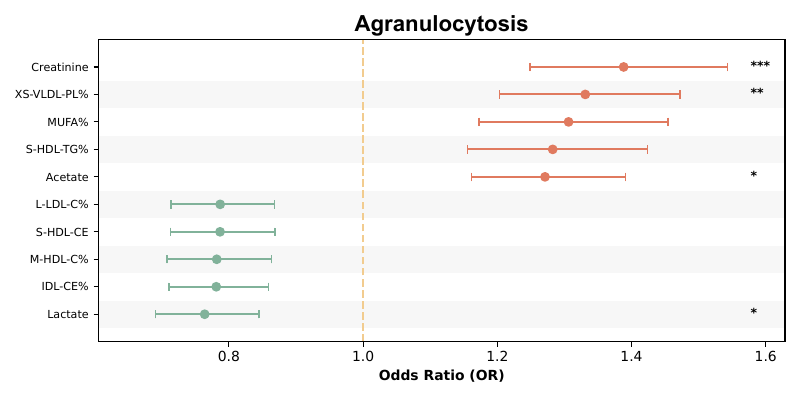 Agranulocytosis
Creatinine ***
XS-VLDL-PL% **
MUFA%
S-HDL-TG%
Acetate *
L-LDL-C%
S-HDL-CE
M-HDL-C%
IDL-CE%
Lactate *
0.8 1.0 1.2 1.4 1.6
Odds Ratio (OR)